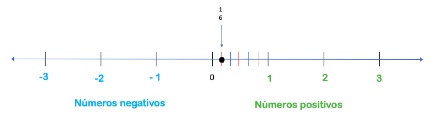 1
6
-3 -2 - 1 0 1 2 3
Números negativos Números positivos